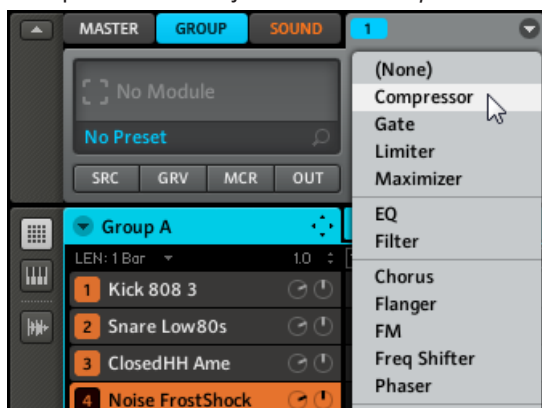 MASTER GROUP SOUND 1
No Module
No Preset
SRC GRV MCR OUT
(None)
Compressor
Gate
Limiter
Maximizer
EQ
Filter
Chorus
Flanger
FM
Freq Shifter
Phaser
Group A
LEN: 1 Bar 1.0
1 Kick 808 3
2 Snare Low80s
3 ClosedHH Ame
4 Noise FrostShock